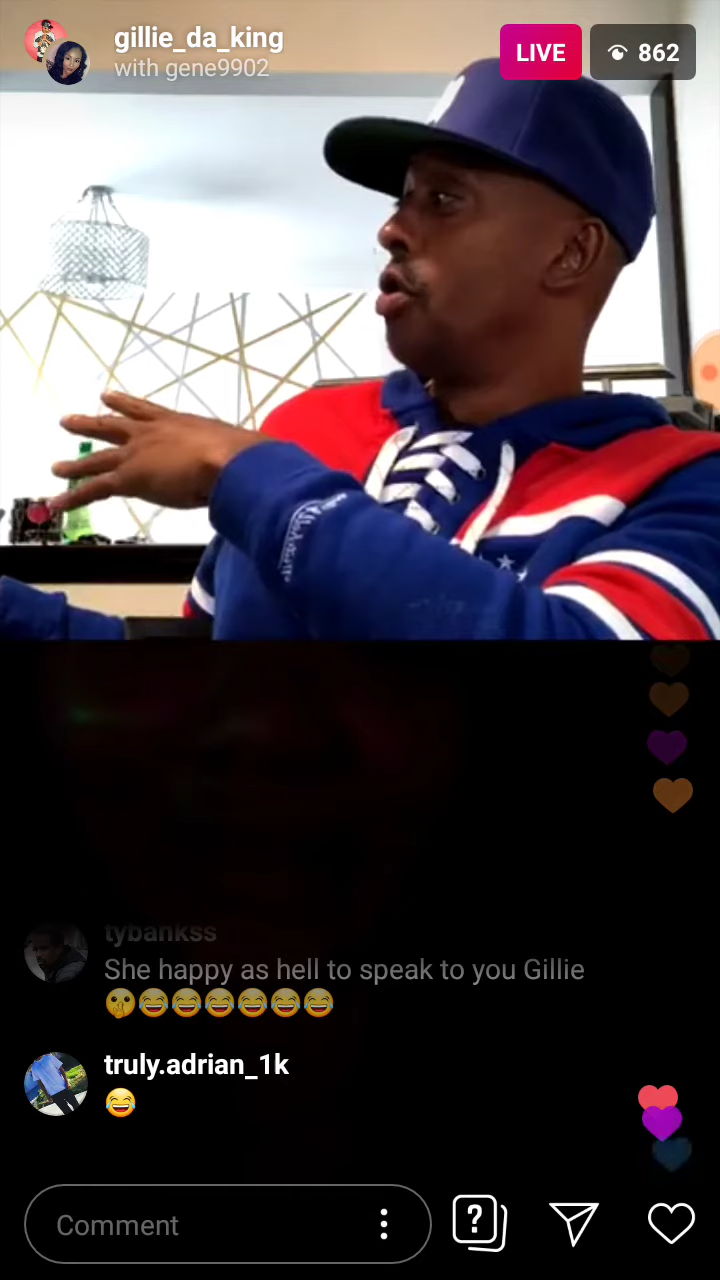 gillie_da_king
with gene9902
LIVE
862
tybankss
She happy as hell to speak to you Gillie
🤫😂😂😂😂😂😂
truly.adrian_1k
😂
Comment